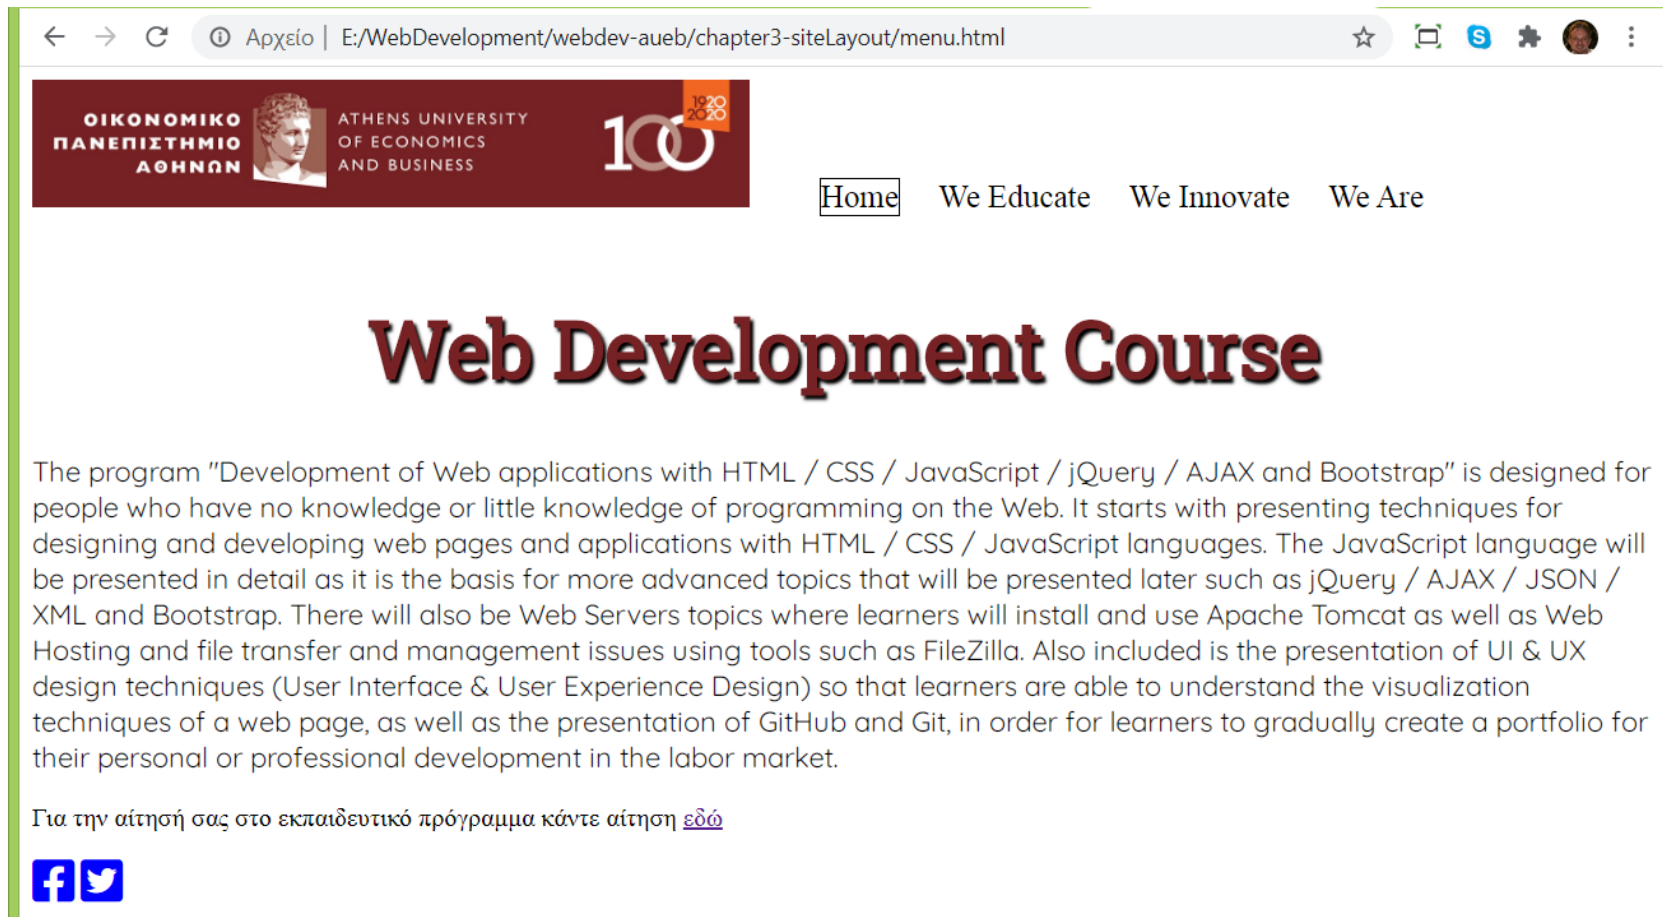 Αρχείο | E:/WebDevelopment/webdev-aueb/chapter3-siteLayout/menu.html
ΟΙΚΟΝΟΜΙΚΟ
ΠΑΝΕΠΙΣΤΗΜΙΟ
ΑΘΗΝΩΝ
ATHENS UNIVERSITY
OF ECONOMICS
AND BUSINESS
100
1920
2020
Home We Educate We Innovate We Are
Web Development Course
The program "Development of Web applications with HTML / CSS / JavaScript / jQuery / AJAX and Bootstrap" is designed for
people who have no knowledge or little knowledge of programming on the Web. It starts with presenting techniques for
designing and developing web pages and applications with HTML / CSS / JavaScript languages. The JavaScript language will
be presented in detail as it is the basis for more advanced topics that will be presented later such as jQuery / AJAX / JSON /
XML and Bootstrap. There will also be Web Servers topics where learners will install and use Apache Tomcat as well as Web
Hosting and file transfer and management issues using tools such as FileZilla. Also included is the presentation of UI & UX
design techniques (User Interface & User Experience Design) so that learners are able to understand the visualization
techniques of a web page, as well as the presentation of GitHub and Git, in order for learners to gradually create a portfolio for
their personal or professional development in the labor market.
Για την αίτησή σας στο εκπαιδευτικό πρόγραμμα κάντε αίτηση εδώ